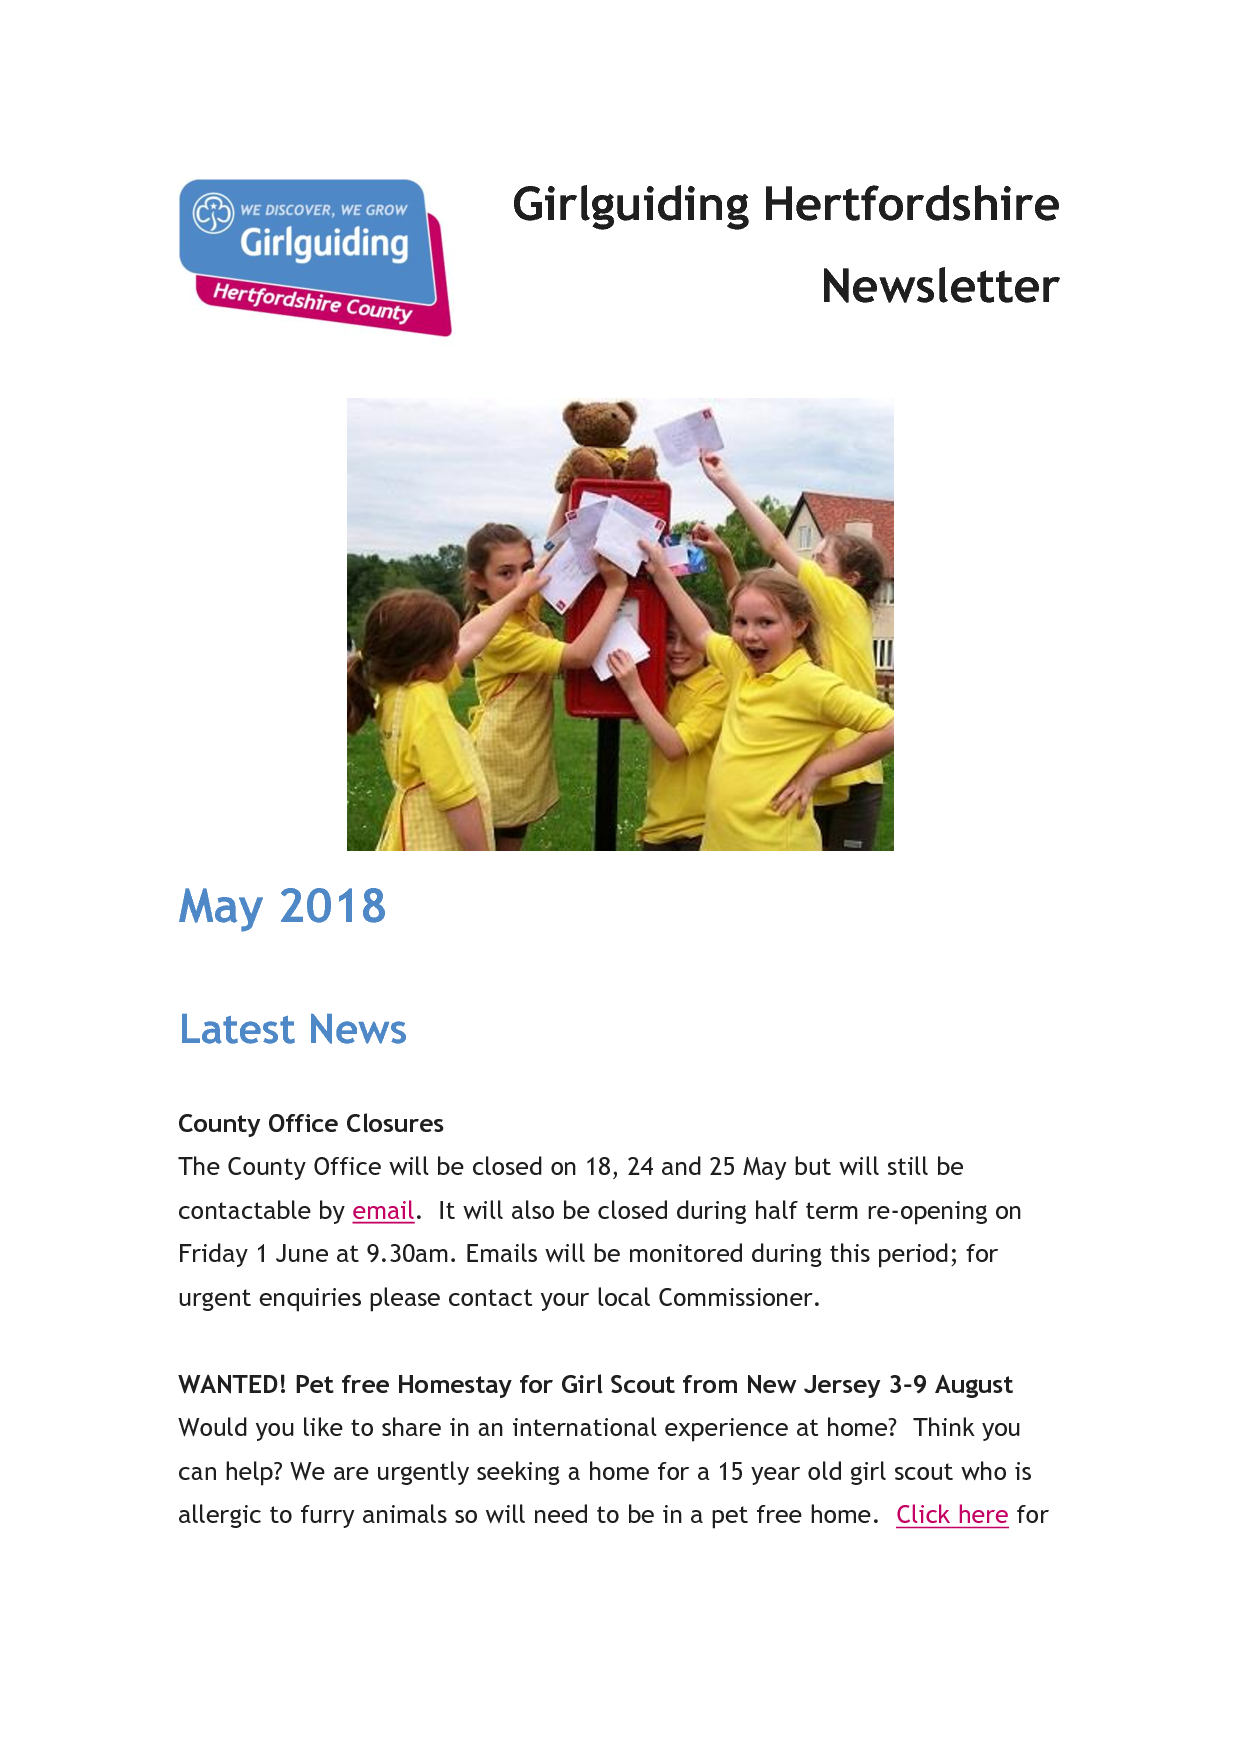 WE DISCOVER, WE GROW
Girlguiding
Hertfordshire County
Girlguiding Hertfordshire
Newsletter
May 2018
Latest News
County Office Closures
The County Office will be closed on 18, 24 and 25 May but will still be
contactable by email.  It will also be closed during half term re-opening on
Friday 1 June at 9.30am. Emails will be monitored during this period; for
urgent enquiries please contact your local Commissioner.
WANTED! Pet free Homestay for Girl Scout from New Jersey 3-9 August
Would you like to share in an international experience at home?  Think you
can help? We are urgently seeking a home for a 15 year old girl scout who is
allergic to furry animals so will need to be in a pet free home.  Click here for